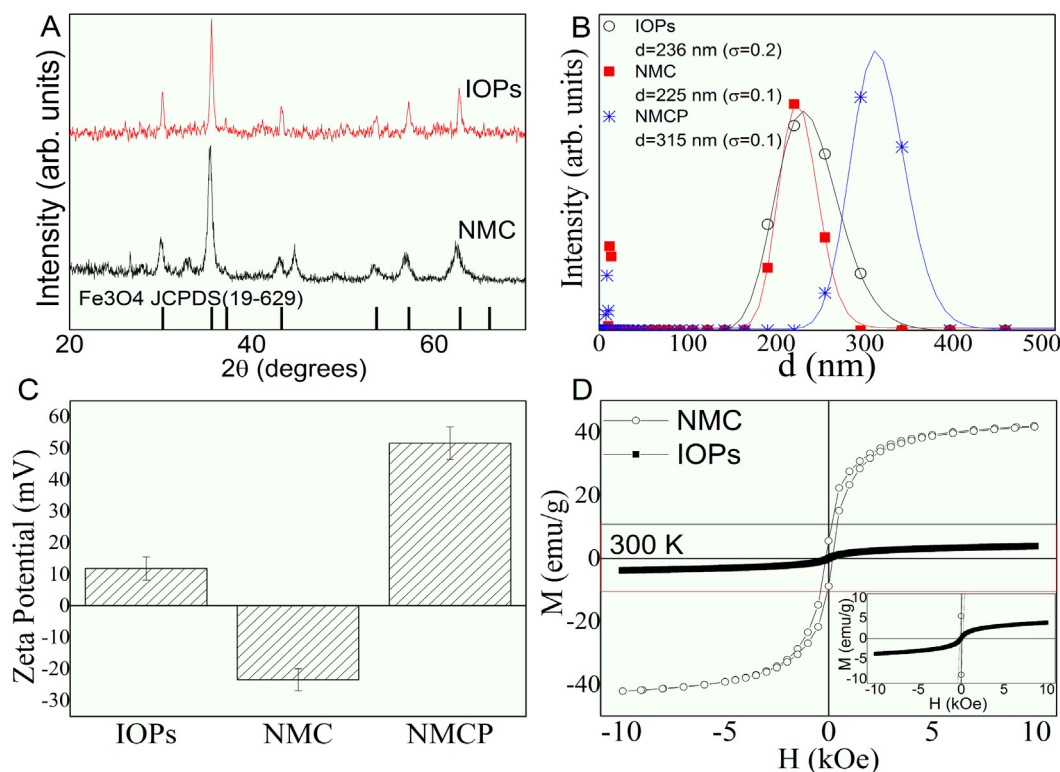 A
Intensity (arb. units)
IOPs
NMC
Fe3O4 JCPDS(19-629)
20 40 60
2θ (degrees)
B
Intensity (arb. units)
IOPs
d=236 nm (σ=0.2)
NMC
d=225 nm (σ=0.1)
NMCP
d=315 nm (σ=0.1)
0 100 200 300 400 500
d (nm)
C
Zeta Potential (mV)
60
50
40
30
20
10
0
-10
-20
-30
IOPs NMC NMCP
D
M (emu/g)
NMC
IOPs
300 K
40
20
0
-20
-40
-10 -5 0 5 10
H (kOe)
M (emu/g)
10
5
0
-5
-10
-10 -5 0 5 10
H (kOe)